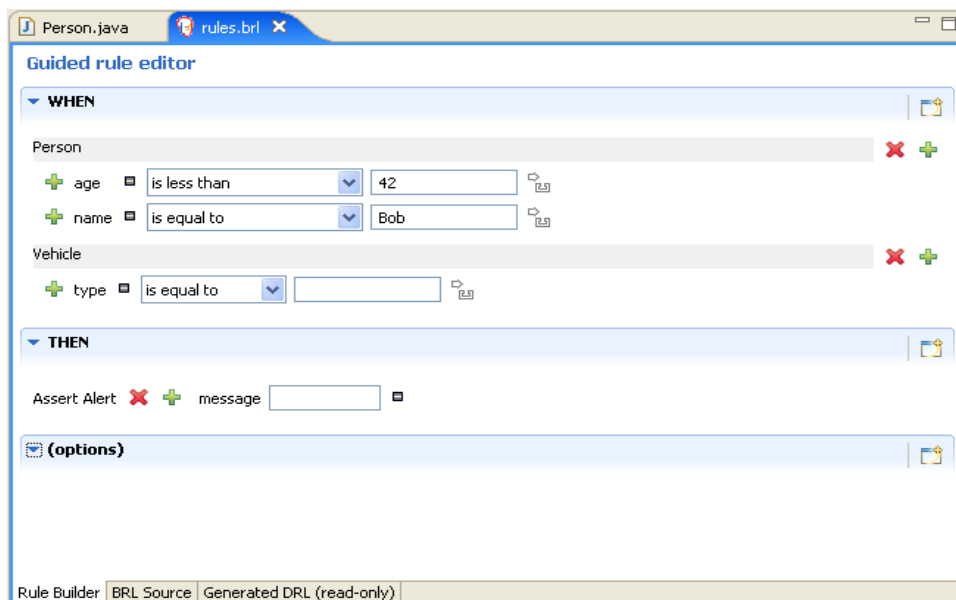 Person.java rules.brl
Guided rule editor
WHEN
Person
age is less than 42
name is equal to Bob
Vehicle
type is equal to
THEN
Assert Alert message
(options)
Rule Builder BRL Source Generated DRL (read-only)